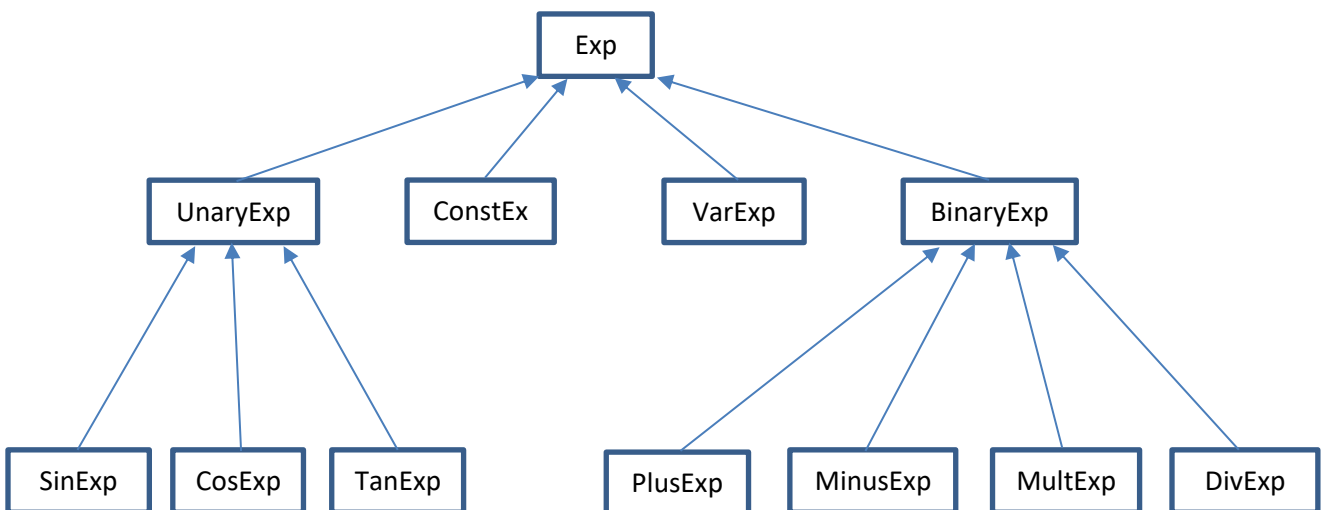 Exp
UnaryExp
ConstEx
VarExp
BinaryExp
SinExp
CosExp
TanExp
PlusExp
MinusExp
MultExp
DivExp